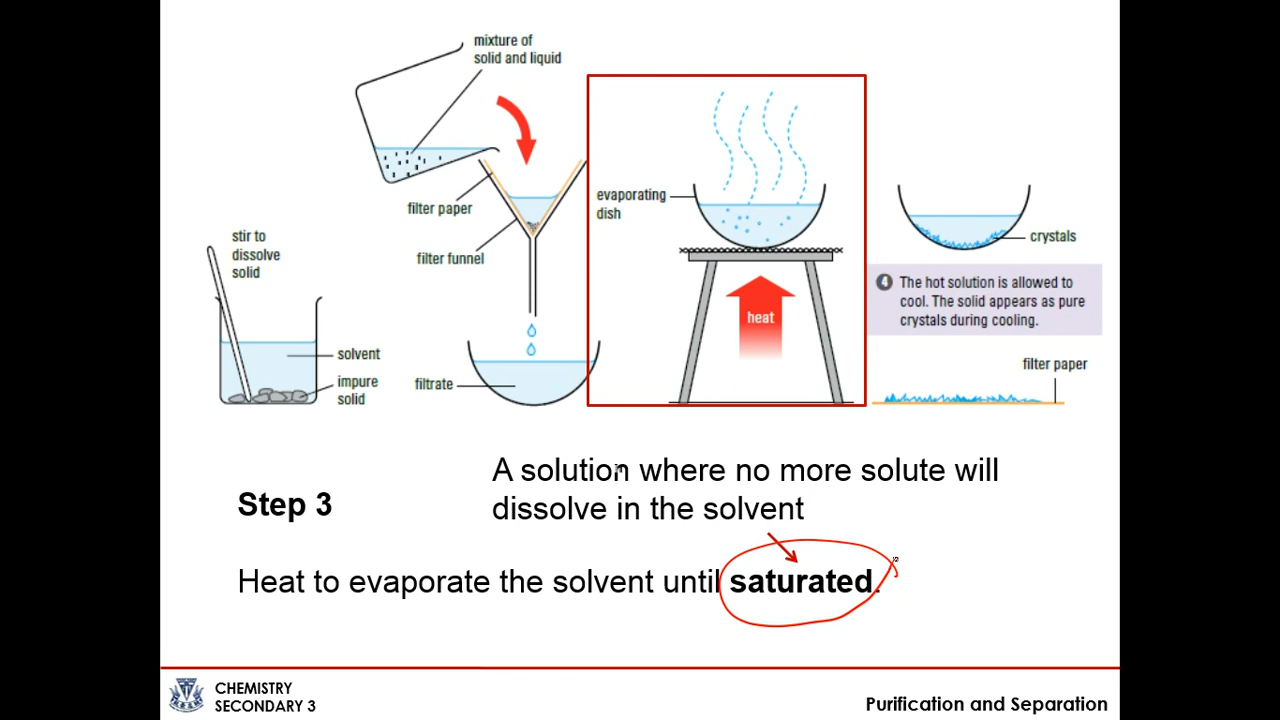 mixture of
solid and liquid
filter paper
filter funnel
stir to
dissolve
solid
solvent
impure
solid
filtrate
evaporating
dish
heat
crystals
4 The hot solution is allowed to
cool. The solid appears as pure
crystals during cooling.
filter paper
A solution where no more solute will
dissolve in the solvent
Step 3
Heat to evaporate the solvent until saturated.
CHEMISTRY
SECONDARY 3
Purification and Separation